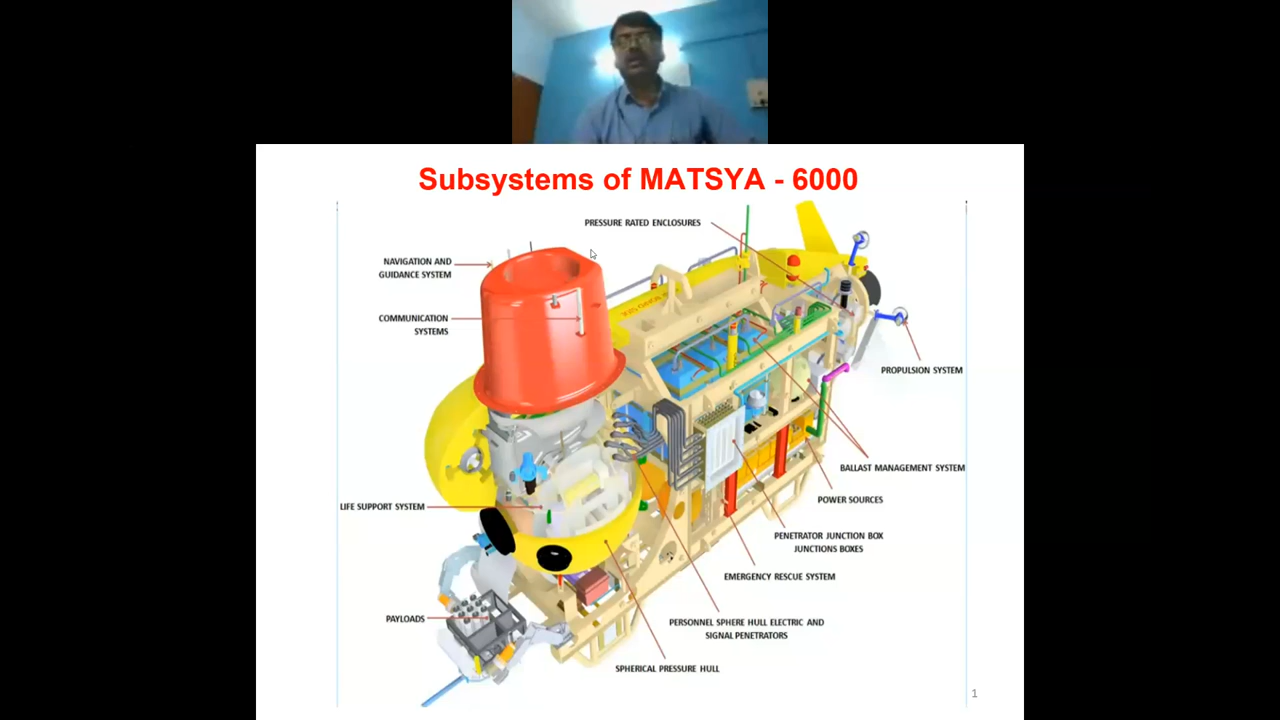 Subsystems of MATSYA - 6000
PRESSURE RATED ENCLOSURES
NAVIGATION AND
GUIDANCE SYSTEM
COMMUNICATION
SYSTEMS
PROPULSION SYSTEM
BALLAST MANAGEMENT SYSTEM
POWER SOURCES
LIFE SUPPORT SYSTEM
PENETRATOR JUNCTION BOX
JUNCTIONS BOXES
EMERGENCY RESCUE SYSTEM
PAYLOADS
PERSONNEL SPHERE HULL ELECTRIC AND
SIGNAL PENETRATORS
SPHERICAL PRESSURE HULL
1